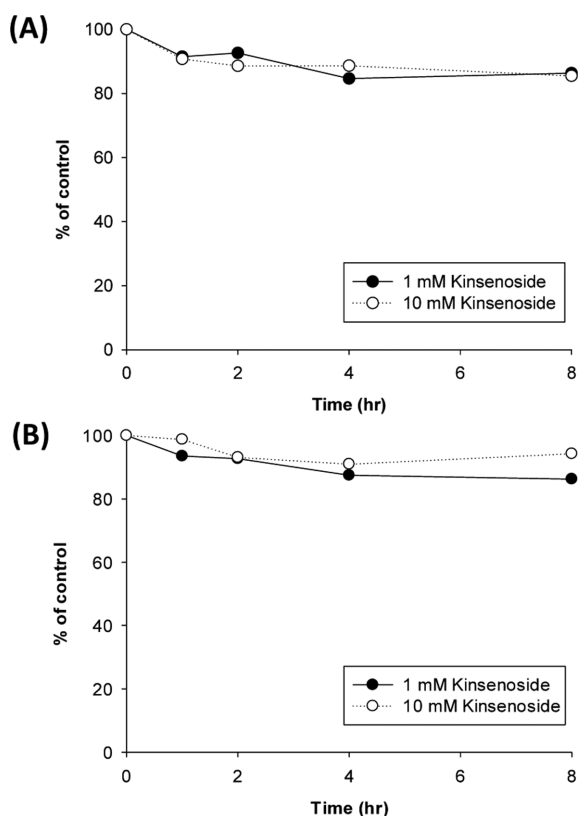 (A)
100
80
60
40
20
0
% of control
1 mM Kinsenoside
10 mM Kinsenoside
0 2 4 6 8
Time (hr)
(B)
100
80
60
40
20
0
% of control
1 mM Kinsenoside
10 mM Kinsenoside
0 2 4 6 8
Time (hr)